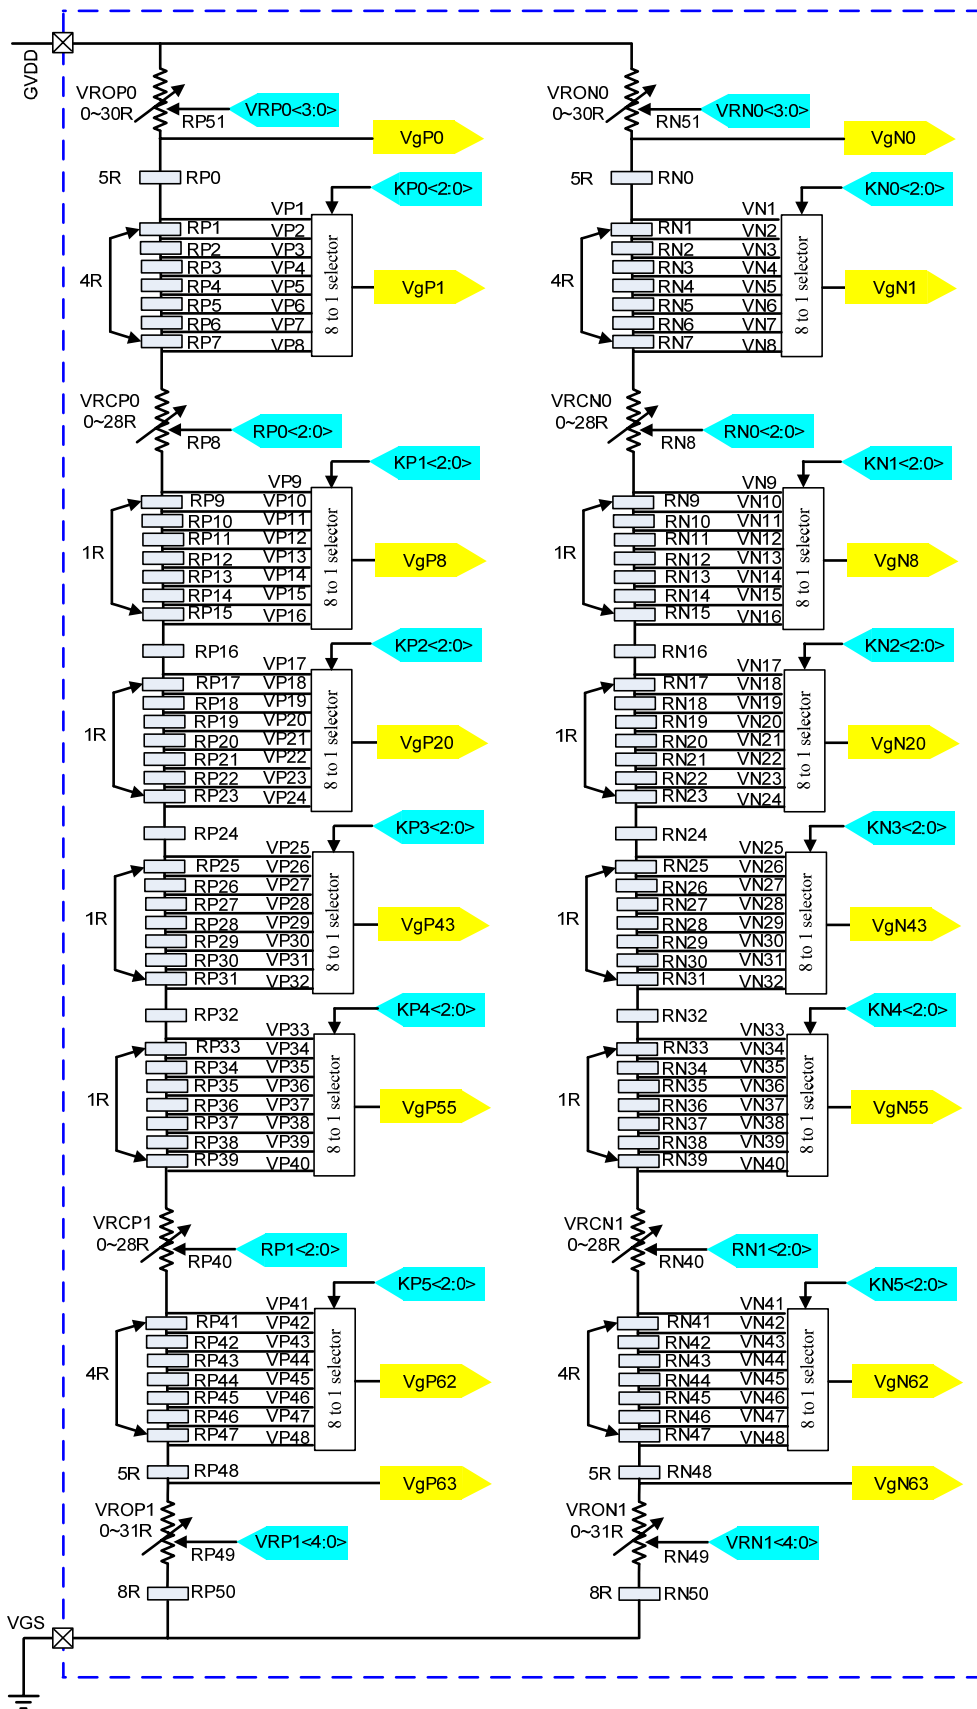 GVDD
VROP0
0~30R
RP51
VRP0<3:0>
VgP0
5R
RP0
KP0<2:0>
VP1
RP1
VP2
RP2
VP3
RP3
VP4
RP4
VP5
RP5
VP6
RP6
VP7
RP7
VP8
4R
8 to 1 selector
VgP1
VRCP0
0~28R
RP8
RP0<2:0>
KP1<2:0>
VP9
RP9
VP10
RP10
VP11
RP11
VP12
RP12
VP13
RP13
VP14
RP14
VP15
RP15
VP16
1R
8 to 1 selector
VgP8
RP16
KP2<2:0>
VP17
RP17
VP18
RP18
VP19
RP19
VP20
RP20
VP21
RP21
VP22
RP22
VP23
RP23
VP24
1R
8 to 1 selector
VgP20
RP24
KP3<2:0>
VP25
RP25
VP26
RP26
VP27
RP27
VP28
RP28
VP29
RP29
VP30
RP30
VP31
RP31
VP32
1R
8 to 1 selector
VgP43
RP32
KP4<2:0>
VP33
RP33
VP34
RP34
VP35
RP35
VP36
RP36
VP37
RP37
VP38
RP38
VP39
RP39
VP40
1R
8 to 1 selector
VgP55
VRCP1
0~28R
RP40
RP1<2:0>
KP5<2:0>
VP41
RP41
VP42
RP42
VP43
RP43
VP44
RP44
VP45
RP45
VP46
RP46
VP47
RP47
VP48
4R
8 to 1 selector
VgP62
5R
RP48
VgP63
VROP1
0~31R
RP49
VRP1<4:0>
8R
RP50
VGS
VRON0
0~30R
RN51
VRN0<3:0>
VgN0
5R
RN0
KN0<2:0>
VN1
RN1
VN2
RN2
VN3
RN3
VN4
RN4
VN5
RN5
VN6
RN6
VN7
RN7
VN8
4R
8 to 1 selector
VgN1
VRCN0
0~28R
RN8
RN0<2:0>
KN1<2:0>
VN9
RN9
VN10
RN10
VN11
RN11
VN12
RN12
VN13
RN13
VN14
RN14
VN15
RN15
VN16
1R
8 to 1 selector
VgN8
RN16
KN2<2:0>
VN17
RN17
VN18
RN18
VN19
RN19
VN20
RN20
VN21
RN21
VN22
RN22
VN23
RN23
VN24
1R
8 to 1 selector
VgN20
RN24
KN3<2:0>
VN25
RN25
VN26
RN26
VN27
RN27
VN28
RN28
VN29
RN29
VN30
RN30
VN31
RN31
VN32
1R
8 to 1 selector
VgN43
RN32
KN4<2:0>
VN33
RN33
VN34
RN34
VN35
RN35
VN36
RN36
VN37
RN37
VN38
RN38
VN39
RN39
VN40
1R
8 to 1 selector
VgN55
VRCN1
0~28R
RN40
RN1<2:0>
KN5<2:0>
VN41
RN41
VN42
RN42
VN43
RN43
VN44
RN44
VN45
RN45
VN46
RN46
VN47
RN47
VN48
4R
8 to 1 selector
VgN62
5R
RN48
VgN63
VRON1
0~31R
RN49
VRN1<4:0>
8R
RN50